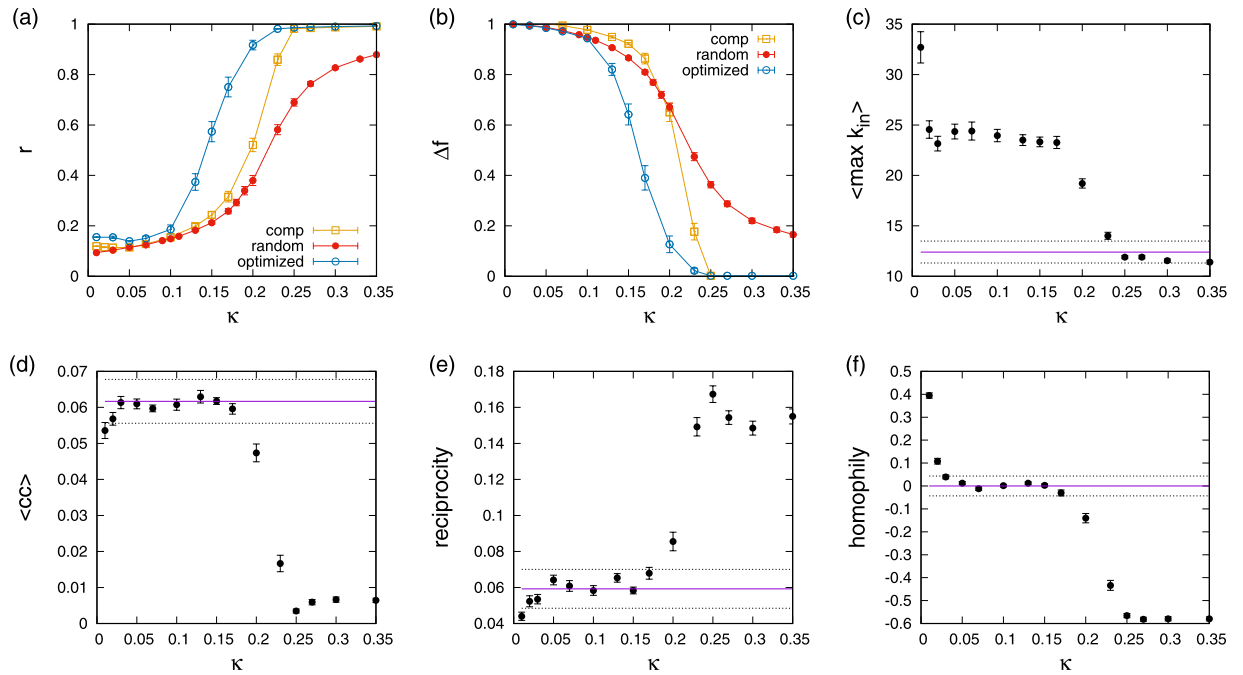 (a)
1
0.8
0.6
0.4
0.2
0
r
comp
random
optimized
0 0.05 0.1 0.15 0.2 0.25 0.3 0.35
κ
(b)
1
0.8
0.6
0.4
0.2
0
Δf
comp
random
optimized
0 0.05 0.1 0.15 0.2 0.25 0.3 0.35
κ
(c)
35
30
25
20
15
10
<max k_in>
0 0.05 0.1 0.15 0.2 0.25 0.3 0.35
κ
(d)
0.07
0.06
0.05
0.04
0.03
0.02
0.01
0
<cc>
0 0.05 0.1 0.15 0.2 0.25 0.3 0.35
κ
(e)
0.18
0.16
0.14
0.12
0.1
0.08
0.06
0.04
reciprocity
0 0.05 0.1 0.15 0.2 0.25 0.3 0.35
κ
(f)
0.5
0.4
0.3
0.2
0.1
0
-0.1
-0.2
-0.3
-0.4
-0.5
-0.6
homophily
0 0.05 0.1 0.15 0.2 0.25 0.3 0.35
κ